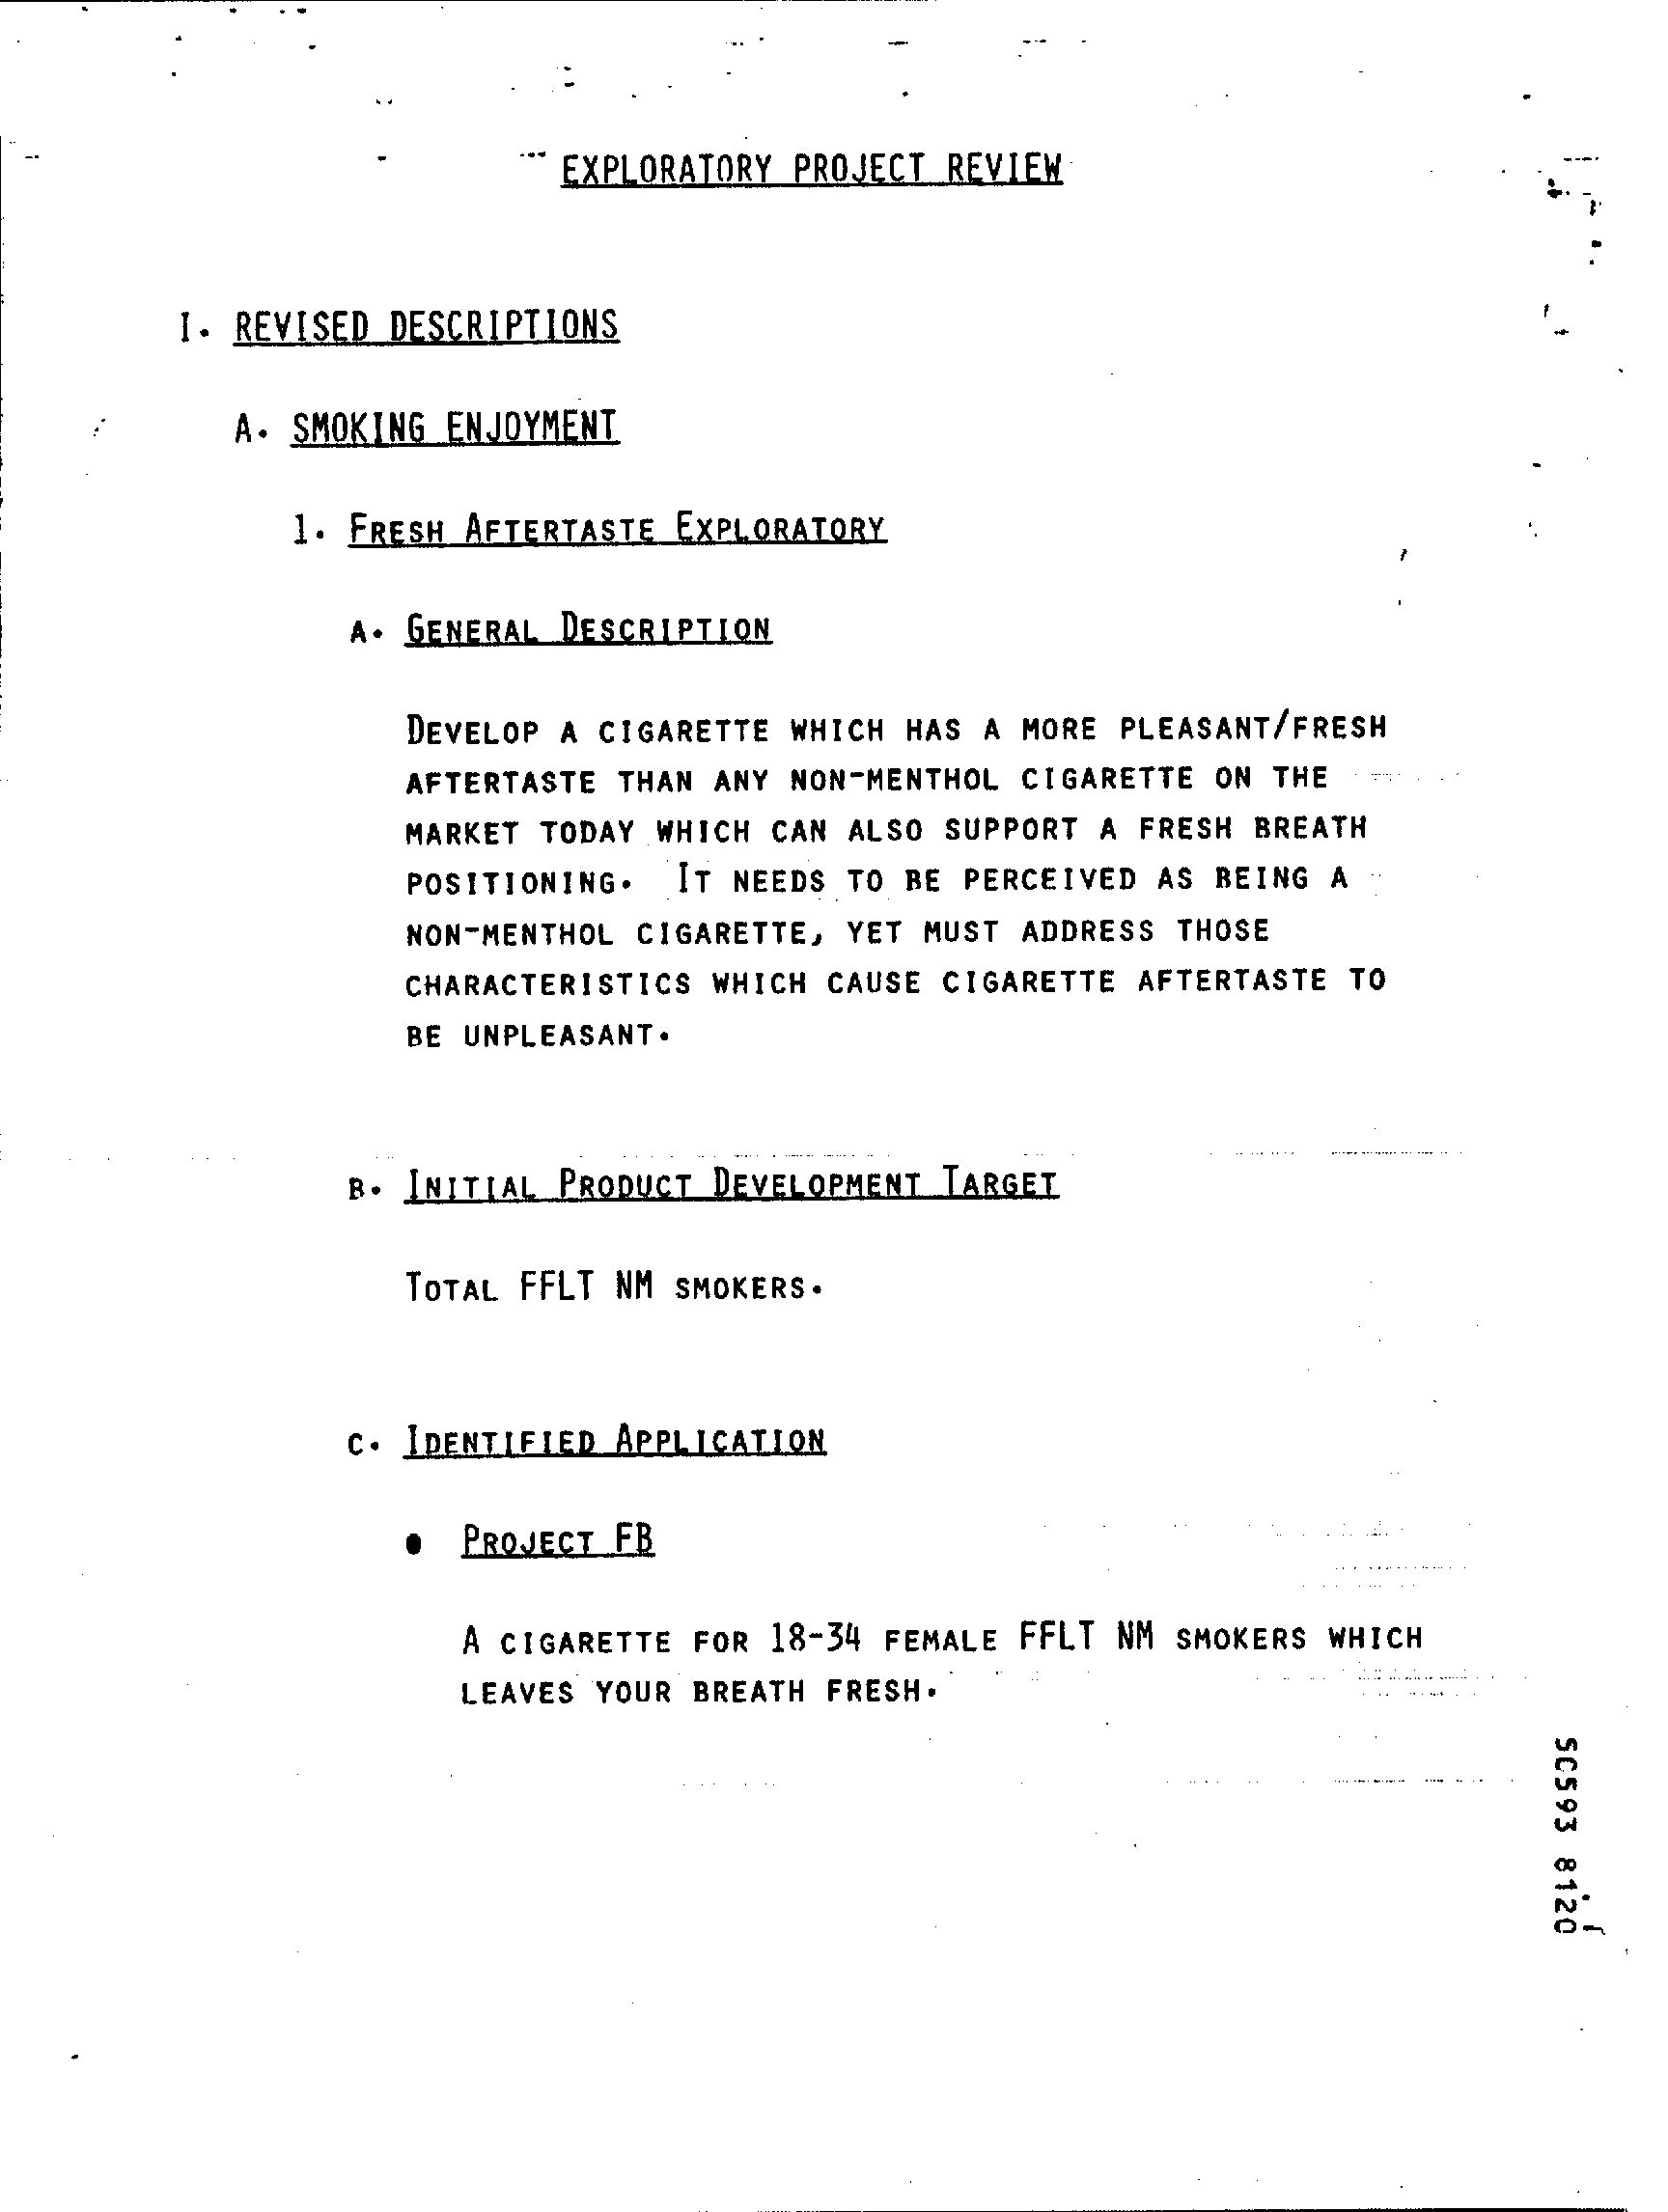 EXPLORATORY PROJECT REVIEW
I. REVISED DESCRIPTIONS
A. SMOKING ENJOYMENT
1. FRESH AFTERTASTE EXPLORATORY
A. GENERAL DESCRIPTION
DEVELOP A CIGARETTE WHICH HAS A MORE PLEASANT/FRESH
AFTERTASTE THAN ANY NON-MENTHOL CIGARETTE ON THE
MARKET TODAY WHICH CAN ALSO SUPPORT A FRESH BREATH
POSITIONING. IT NEEDS TO BE PERCEIVED AS BEING A
NON-MENTHOL CIGARETTE, YET MUST ADDRESS THOSE
CHARACTERISTICS WHICH CAUSE CIGARETTE AFTERTASTE TO
BE UNPLEASANT.
B. INITIAL PRODUCT DEVELOPMENT TARGET
TOTAL FFLT NM SMOKERS.
C. IDENTIFIED APPLICATION
● PROJECT FB
A CIGARETTE FOR 18-34 FEMALE FFLT NM SMOKERS WHICH
LEAVES YOUR BREATH FRESH.
50593 8120